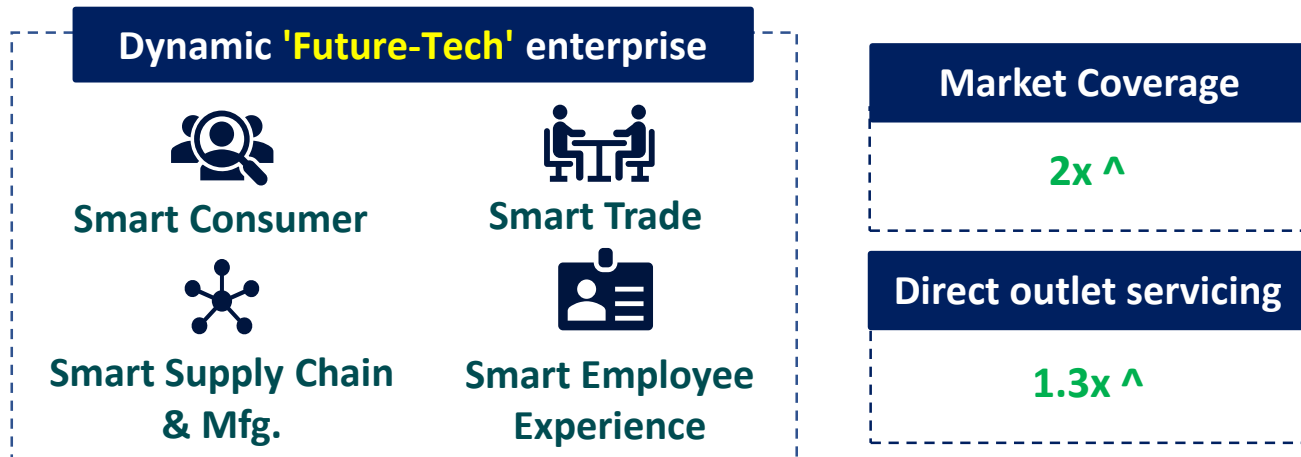 Dynamic 'Future-Tech' enterprise
Smart Consumer
Smart Trade
Smart Supply Chain
& Mfg.
Smart Employee
Experience
Market Coverage
2x ^
Direct outlet servicing
1.3x ^